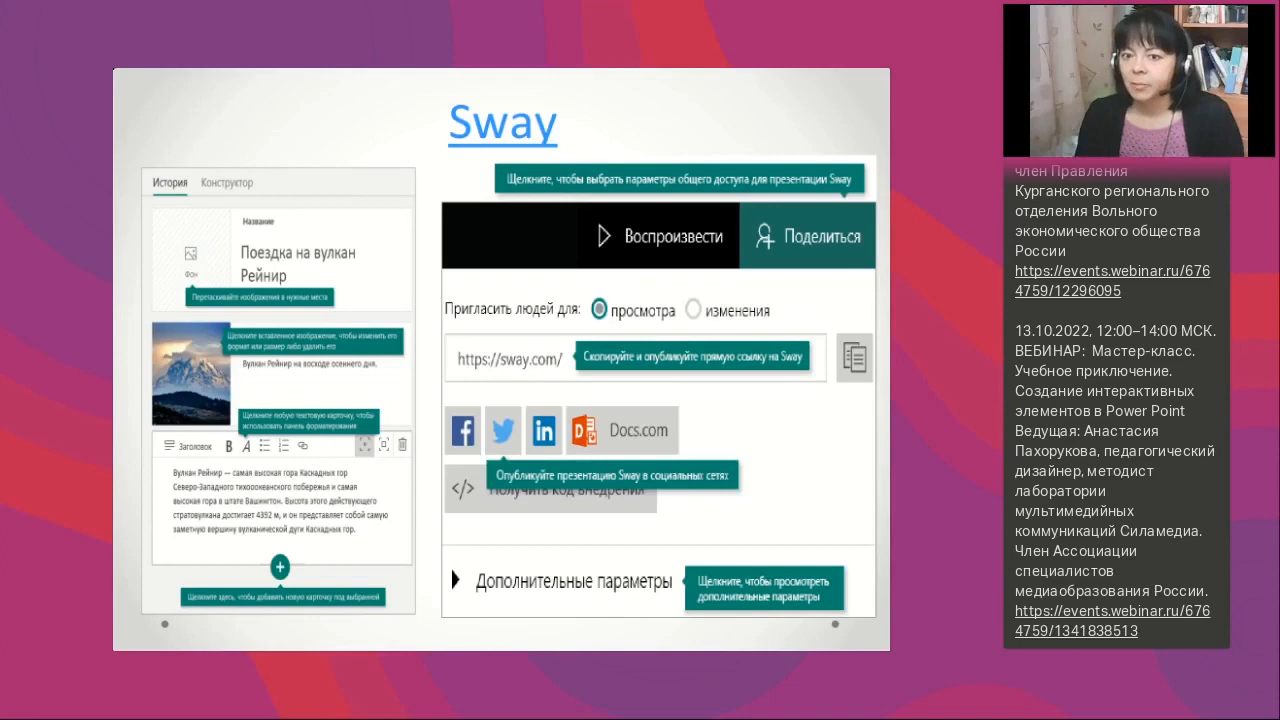 Sway
История Конструктор
Название
Поездка на вулкан
Рейнир
Фон
Перетаскивайте изображения в нужные места
Щелкните вставленное изображение, чтобы изменить его
формат или размер либо удалить его
Вулкан Рейнир на восходе осеннего дня.
Щелкните любую текстовую карточку, чтобы
использовать панель форматирования
Заголовок B A
Вулкан Рейнир — самая высокая гора Каскадных гор
Северо-Западного тихоокеанского побережья и самая
высокая гора в штате Вашингтон. Высота этого действующего
стратовулкана достигает 4392 м, и он представляет собой самую
заметную вершину вулканической дуги Каскадных гор.
Щелкните здесь, чтобы добавить новую карточку под выбранной
Щелкните, чтобы выбрать параметры общего доступа для презентации Sway
Воспроизвести Поделиться
Пригласить людей для: просмотра изменения
https://sway.com/ Скопируйте и опубликуйте прямую ссылку на Sway
Docs.com
Опубликуйте презентацию Sway в социальных сетях
</> Получить код внедрения
Дополнительные параметры
Щелкните, чтобы просмотреть
дополнительные параметры
член Правления
Курганского регионального
отделения Вольного
экономического общества
России
https://events.webinar.ru/676
4759/12296095
13.10.2022, 12:00–14:00 МСК.
ВЕБИНАР: Мастер-класс.
Учебное приключение.
Создание интерактивных
элементов в Power Point
Ведущая: Анастасия
Пахорукова, педагогический
дизайнер, методист
лаборатории
мультимедийных
коммуникаций Силамедиа.
Член Ассоциации
специалистов
медиаобразования России.
https://events.webinar.ru/676
4759/1341838513